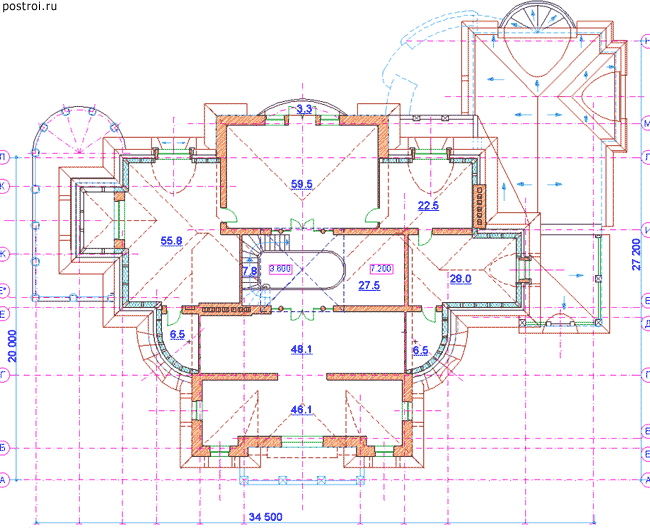 postroi.ru
3.3
Н
М
Л
Л
К
59.5
22.5
И
55.8
7.8
3 600
7 200
27.5
28.0
Ж
27 200
Е
Д
6.5
6.5
48.1
20 000
Г
Г
46.1
Б
А
А
34 500